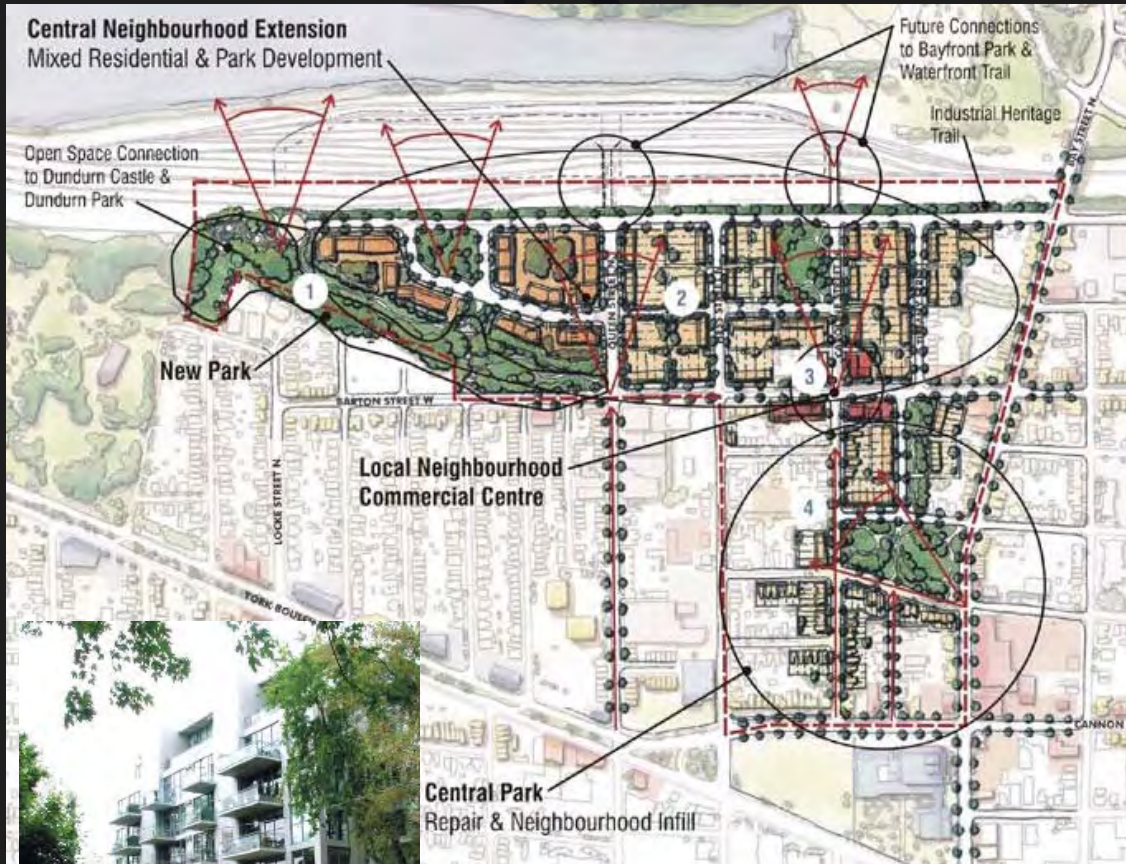 Central Neighbourhood Extension
Mixed Residential & Park Development
Future Connections
to Bayfront Park &
Waterfront Trail
Industrial Heritage
Trail
BAY STREET N.
Open Space Connection
to Dundurn Castle &
Dundurn Park
1
QUEEN STREET N.
2
New Park
3
BARTON STREET W
LOCKE STREET N.
Local Neighbourhood
Commercial Centre
4
YORK BOULEV
CANNON
Central Park
Repair & Neighbourhood Infill